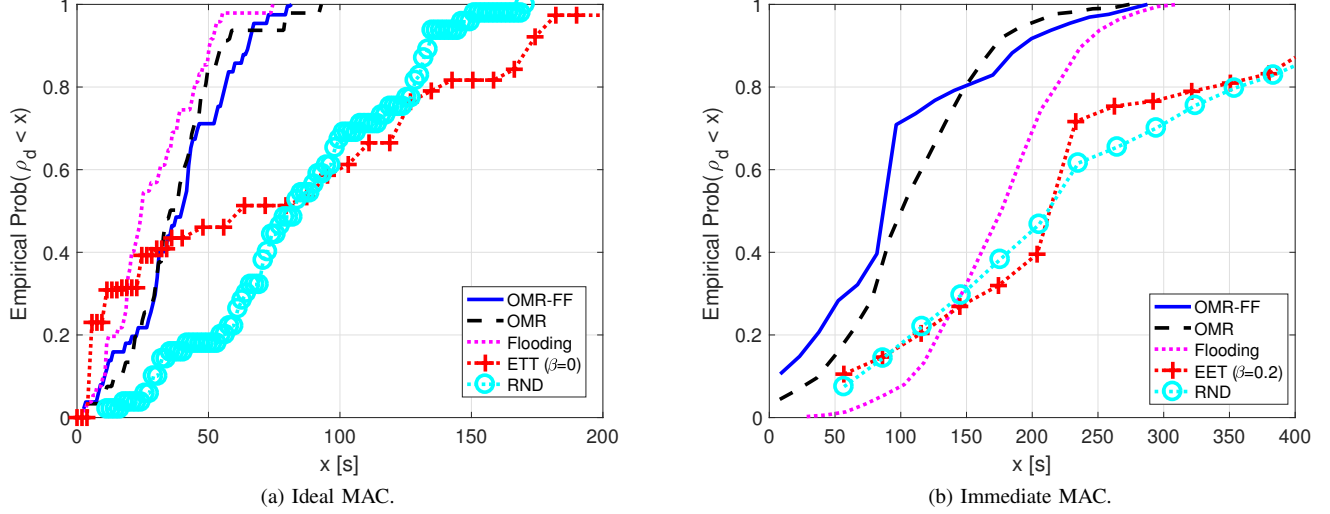 Empirical Prob(ρ_d < x)
1
0.8
0.6
0.4
0.2
0
OMR-FF
OMR
Flooding
ETT (β=0)
RND
0 50 100 150 200
x [s]
(a) Ideal MAC.
Empirical Prob(ρ_d < x)
1
0.8
0.6
0.4
0.2
0
OMR-FF
OMR
Flooding
EET (β=0.2)
RND
0 50 100 150 200 250 300 350 400
x [s]
(b) Immediate MAC.